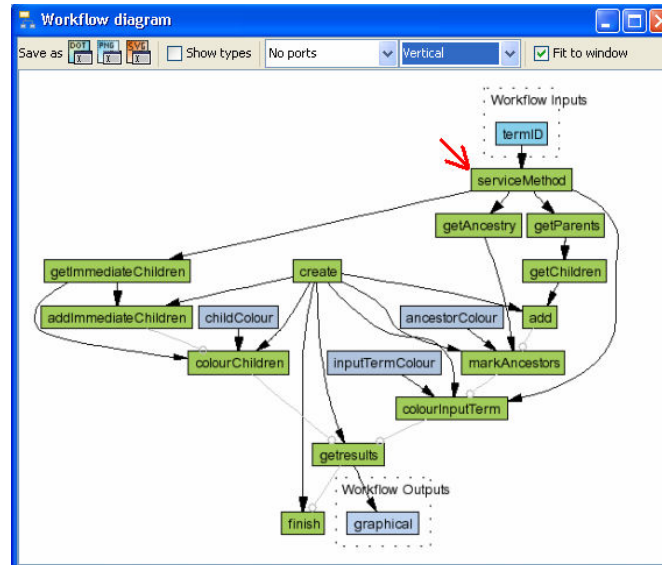 Workflow diagram
Save as DOT PNG SVG Show types No ports Vertical Fit to window
Workflow Inputs
termID
serviceMethod
getAncestry getParents
getImmediateChildren create getChildren
addImmediateChildren childColour ancestorColour add
colourChildren inputTermColour markAncestors
colourInputTerm
getresults
Workflow Outputs
finish graphical